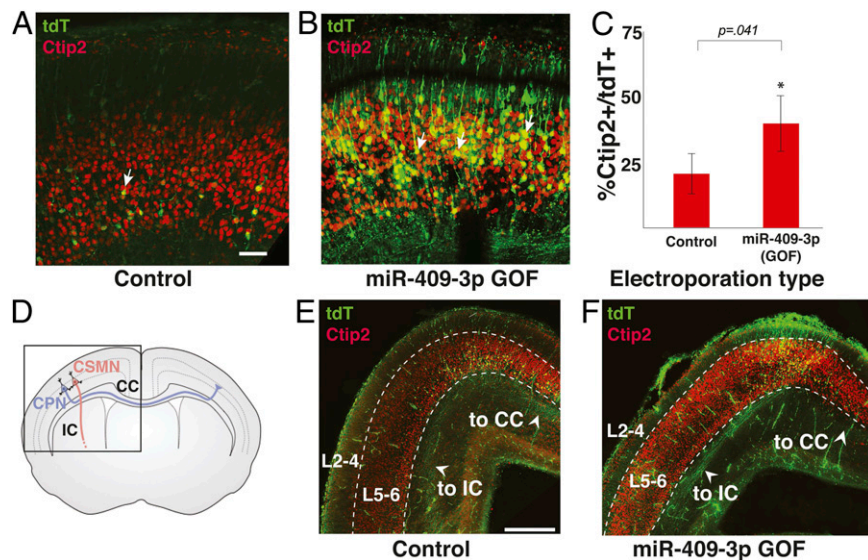 A
tdT
Ctip2
Control
B
tdT
Ctip2
miR-409-3p GOF
C
p=.041
*
75
50
25
%Ctip2+/tdT+
Control
miR-409-3p
(GOF)
Electroporation type
D
CSMN
CC
CPN
IC
E
tdT
Ctip2
to CC
L2-4
L5-6
to IC
Control
F
tdT
Ctip2
L2-4
to CC
L5-6
to IC
miR-409-3p GOF